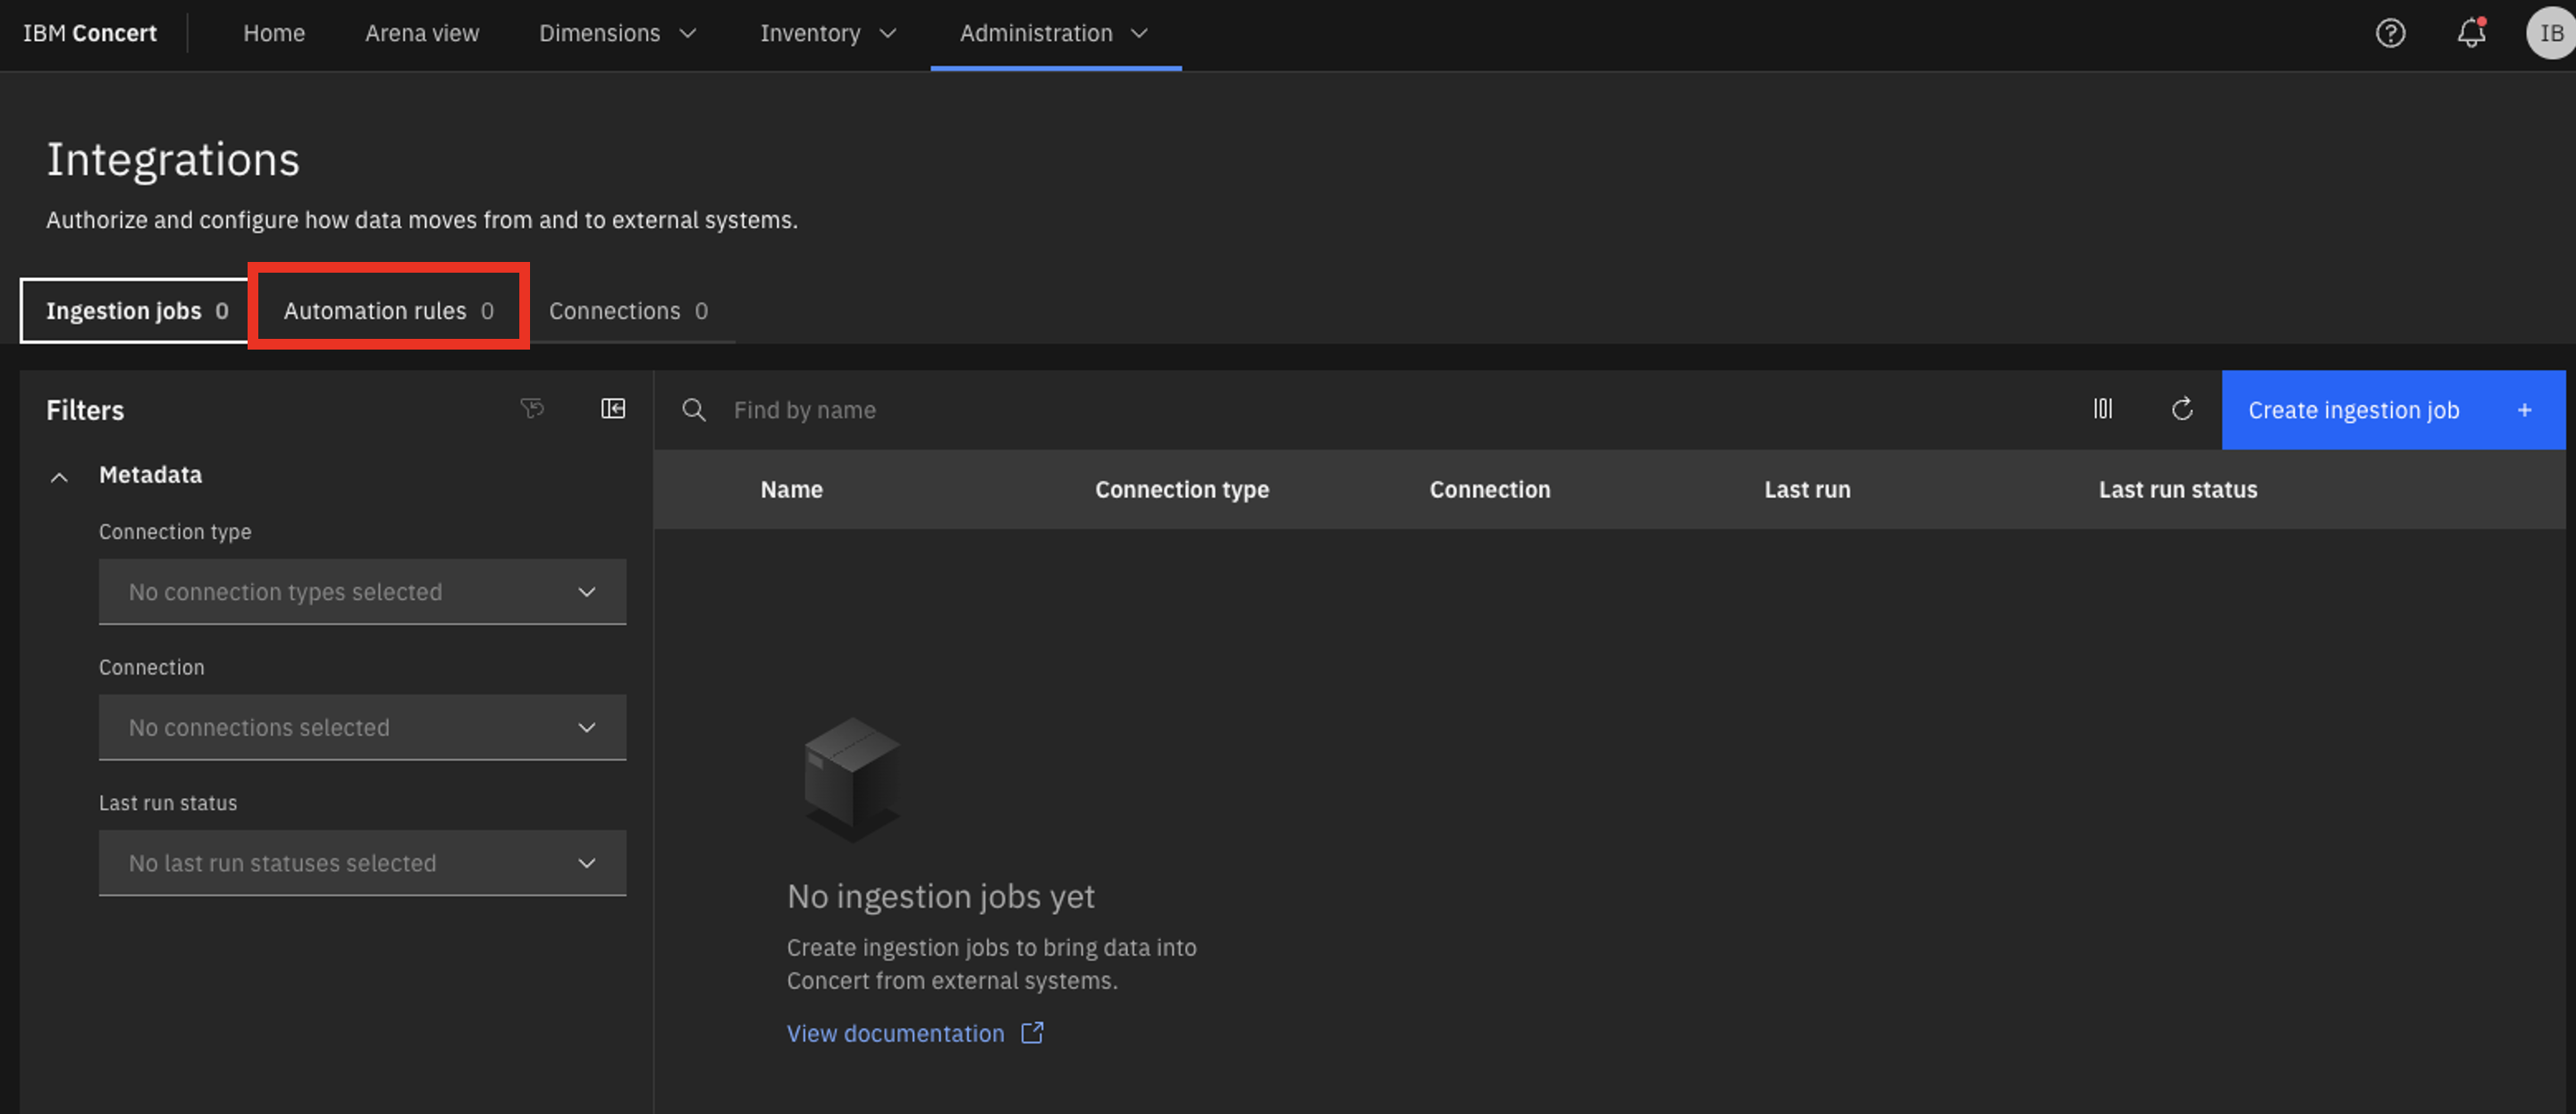 IBM Concert Home Arena view Dimensions Inventory Administration IB
Integrations
Authorize and configure how data moves from and to external systems.
Ingestion jobs 0 Automation rules 0 Connections 0
Filters
Find by name
Create ingestion job +
Metadata
Name Connection type Connection Last run Last run status
Connection type
No connection types selected
Connection
No connections selected
Last run status
No last run statuses selected
No ingestion jobs yet
Create ingestion jobs to bring data into
Concert from external systems.
View documentation